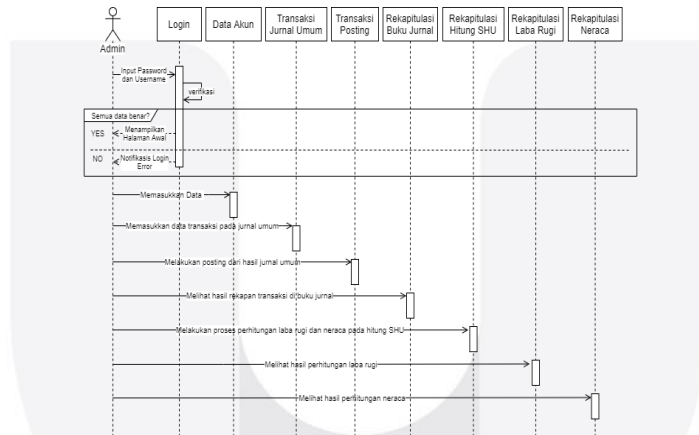 Admin
Login
Data Akun
Transaksi
Jurnal Umum
Transaksi
Posting
Rekapitulasi
Buku Jurnal
Rekapitulasi
Hitung SHU
Rekapitulasi
Laba Rugi
Rekapitulasi
Neraca
Input Password
dan Username
verifikasi
Semua data benar?
YES
Menampilkan
Halaman Awal
NO
Notifikasis Login
Error
Memasukkan Data
Memasukkan data transaksi pada jurnal umum
Melakukan posting dari hasil jurnal umum
Melihat hasil rekapan transaksi di buku jurnal
Melakukan proses perhitungan laba rugi dan neraca pada hitung SHU
Melihat hasil perhitungan laba rugi
Melihat hasil perhitungan neraca